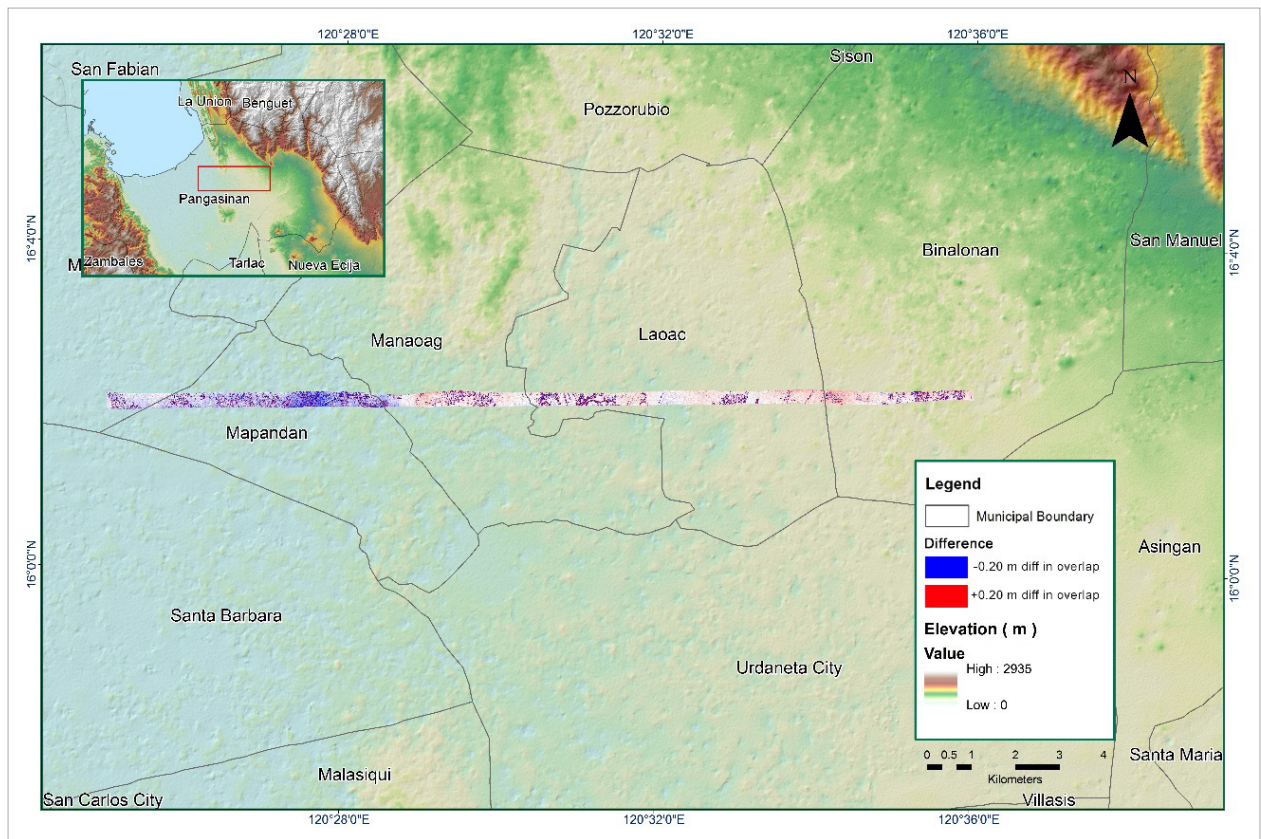 120°28'0"E
120°32'0"E
120°36'0"E
San Fabian
Sison
La Union
Benguet
Pozzorubio
N
Pangasinan
16°4'0"N
16°4'0"N
San Manuel
Binalonan
M
Zambales
Tarlac
Nueva Ecija
Manaoag
Laoac
Mapandan
Legend
Municipal Boundary
Difference
-0.20 m diff in overlap
+0.20 m diff in overlap
Elevation ( m )
Value
High : 2935
Low : 0
16°0'0"N
16°0'0"N
Asingan
Santa Barbara
Urdaneta City
0 0.5 1 2 3 4
Kilometers
Santa Maria
Malasiqui
San Carlos City
Villasis
120°28'0"E
120°32'0"E
120°36'0"E